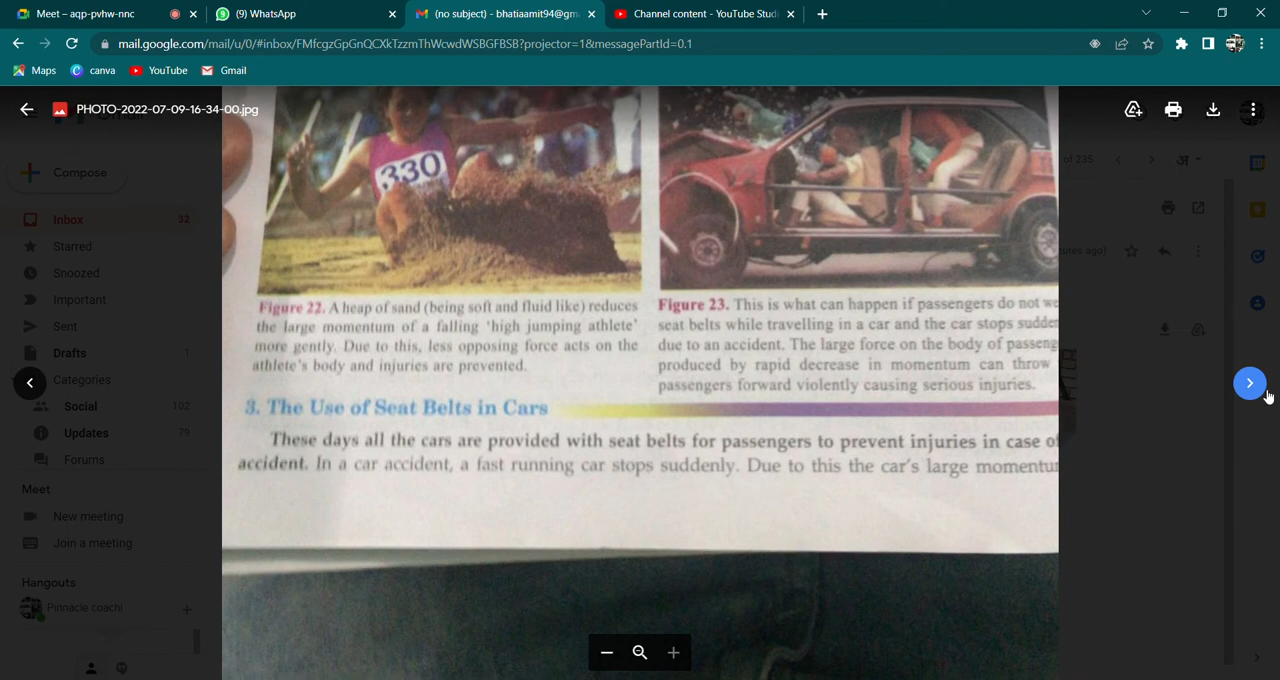 Meet – aqp-pvhw-nnc
(9) WhatsApp
(no subject) - bhatiaamit94@gm
Channel content - YouTube Studi
mail.google.com/mail/u/0/#inbox/FMfcgzGpGnQCXkTzzmThWcwdWSBGFBSB?projector=1&messagePartId=0.1
Maps canva YouTube Gmail
PHOTO-2022-07-09-16-34-00.jpg
Compose
of 235
Inbox 32
Starred
utes ago)
Snoozed
Important
Sent
Drafts 1
Categories
Social 102
Updates 79
Forums
Meet
New meeting
Join a meeting
Hangouts
Pinnacle coachi
330
Figure 22. A heap of sand (being soft and fluid like) reduces
the large momentum of a falling 'high jumping athlete'
more gently. Due to this, less opposing force acts on the
athlete's body and injuries are prevented.
Figure 23. This is what can happen if passengers do not we
seat belts while travelling in a car and the car stops sudden
due to an accident. The large force on the body of passeng
produced by rapid decrease in momentum can throw
passengers forward violently causing serious injuries.
3. The Use of Seat Belts in Cars
These days all the cars are provided with seat belts for passengers to prevent injuries in case of
accident. In a car accident, a fast running car stops suddenly. Due to this the car's large momentu